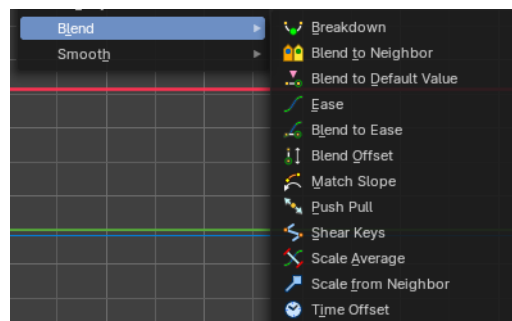 Blend
Smooth
Breakdown
Blend to Neighbor
Blend to Default Value
Ease
Blend to Ease
Blend Offset
Match Slope
Push Pull
Shear Keys
Scale Average
Scale from Neighbor
Time Offset